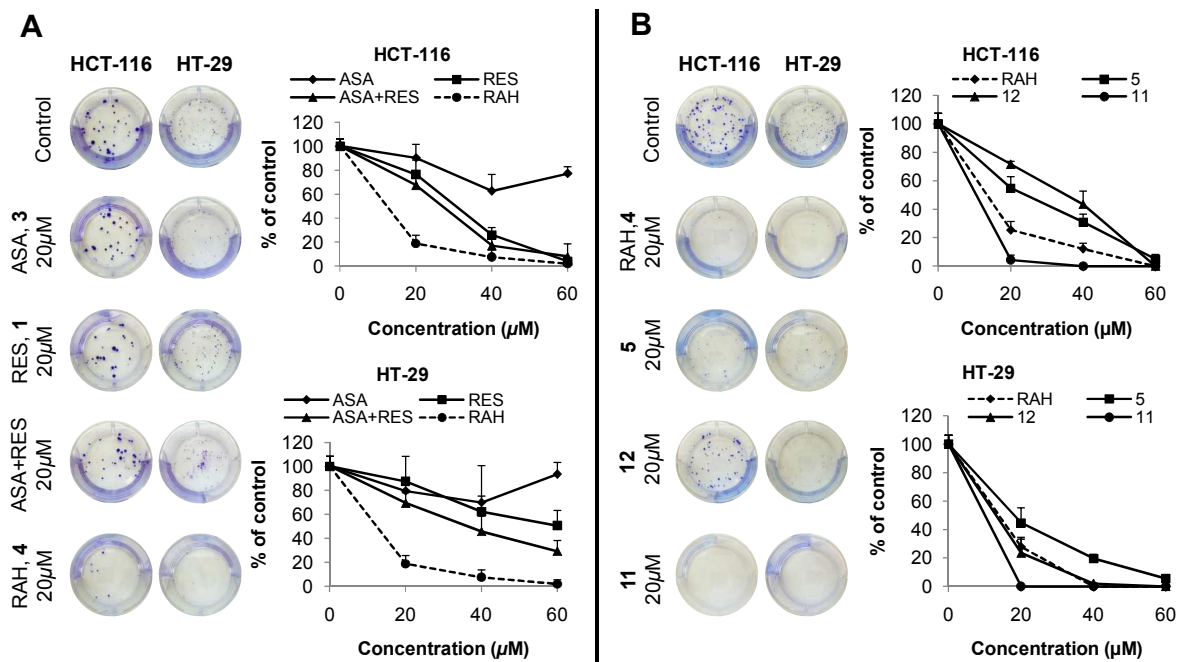 A
HCT-116 HT-29
Control
ASA, 3
20µM
RES, 1
20µM
ASA+RES
20µM
RAH, 4
20µM
HCT-116
ASA RES
ASA+RES RAH
% of control
120
100
80
60
40
20
0
0 20 40 60
Concentration (µM)
HT-29
ASA RES
ASA+RES RAH
% of control
120
100
80
60
40
20
0
0 20 40 60
Concentration (µM)
B
HCT-116 HT-29
Control
RAH,4
20µM
5
20µM
12
20µM
11
20µM
HCT-116
RAH 5
12 11
% of control
120
100
80
60
40
20
0
0 20 40 60
Concentration (µM)
HT-29
RAH 5
12 11
% of control
120
100
80
60
40
20
0
0 20 40 60
Concentration (µM)